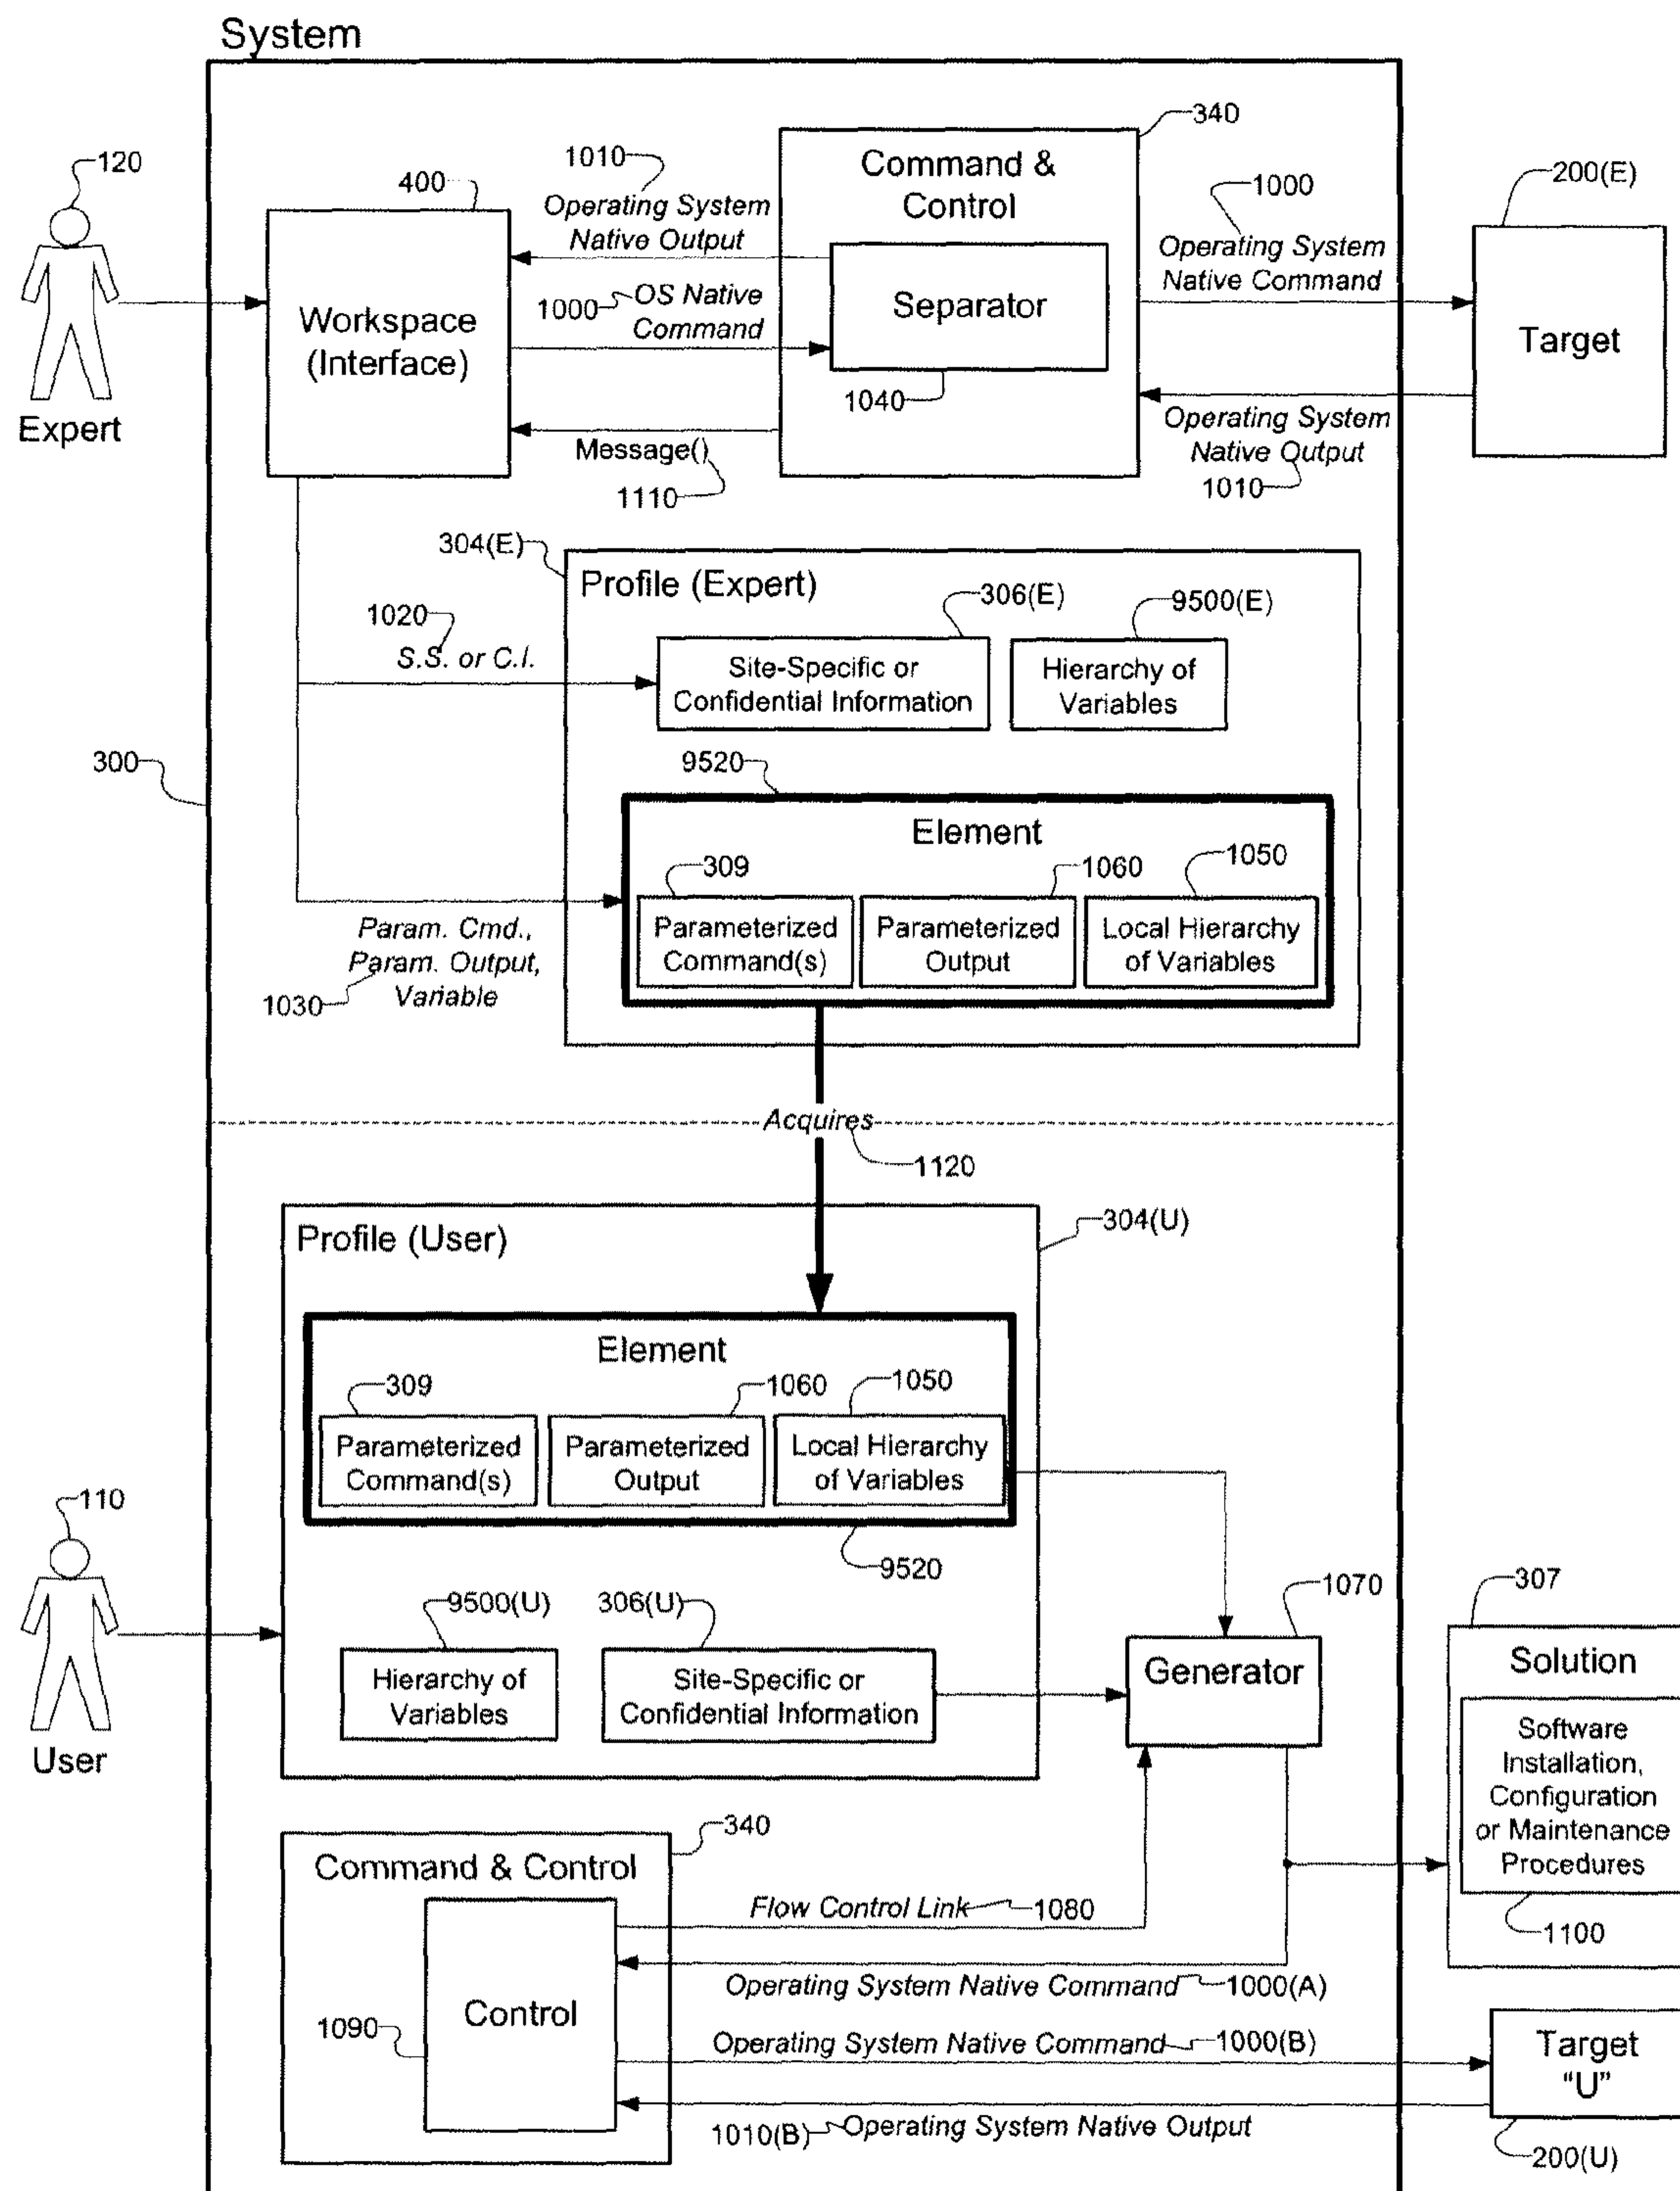 System
120
Expert
400
Workspace
(Interface)
1010
Operating System
Native Output
1000
OS Native
Command
Message()
1110
340
Command &
Control
Separator
1040
1000
Operating System
Native Command
200(E)
Target
Operating System
Native Output
1010
304(E)
Profile (Expert)
1020
S.S. or C.I.
306(E)
Site-Specific or
Confidential Information
9500(E)
Hierarchy of
Variables
300
9520
Element
309
Parameterized
Command(s)
1060
Parameterized
Output
1050
Local Hierarchy
of Variables
Param. Cmd.,
Param. Output,
Variable
1030
Acquires
1120
304(U)
Profile (User)
Element
309
Parameterized
Command(s)
1060
Parameterized
Output
1050
Local Hierarchy
of Variables
9520
110
User
9500(U)
Hierarchy of
Variables
306(U)
Site-Specific or
Confidential Information
1070
Generator
307
Solution
Software
Installation,
Configuration
or Maintenance
Procedures
1100
340
Command & Control
1090
Control
Flow Control Link
1080
Operating System Native Command
1000(A)
Operating System Native Command
1000(B)
1010(B)
Operating System Native Output
Target
“U”
200(U)